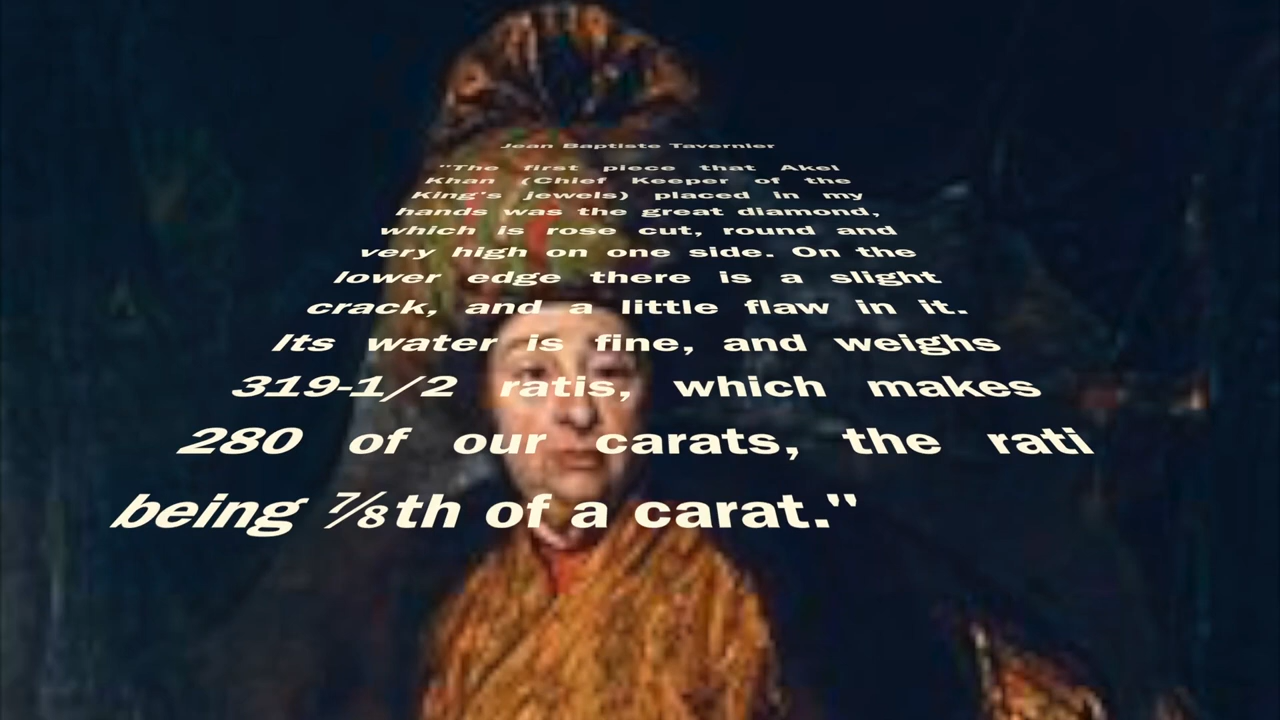 Jean Baptiste Tavernier
"The first piece that Akel
Khan (Chief Keeper of the
King's jewels) placed in my
hands was the great diamond,
which is rose cut, round and
very high on one side. On the
lower edge there is a slight
crack, and a little flaw in it.
Its water is fine, and weighs
319-1/2 ratis, which makes
280 of our carats, the rati
being ⅞th of a carat."